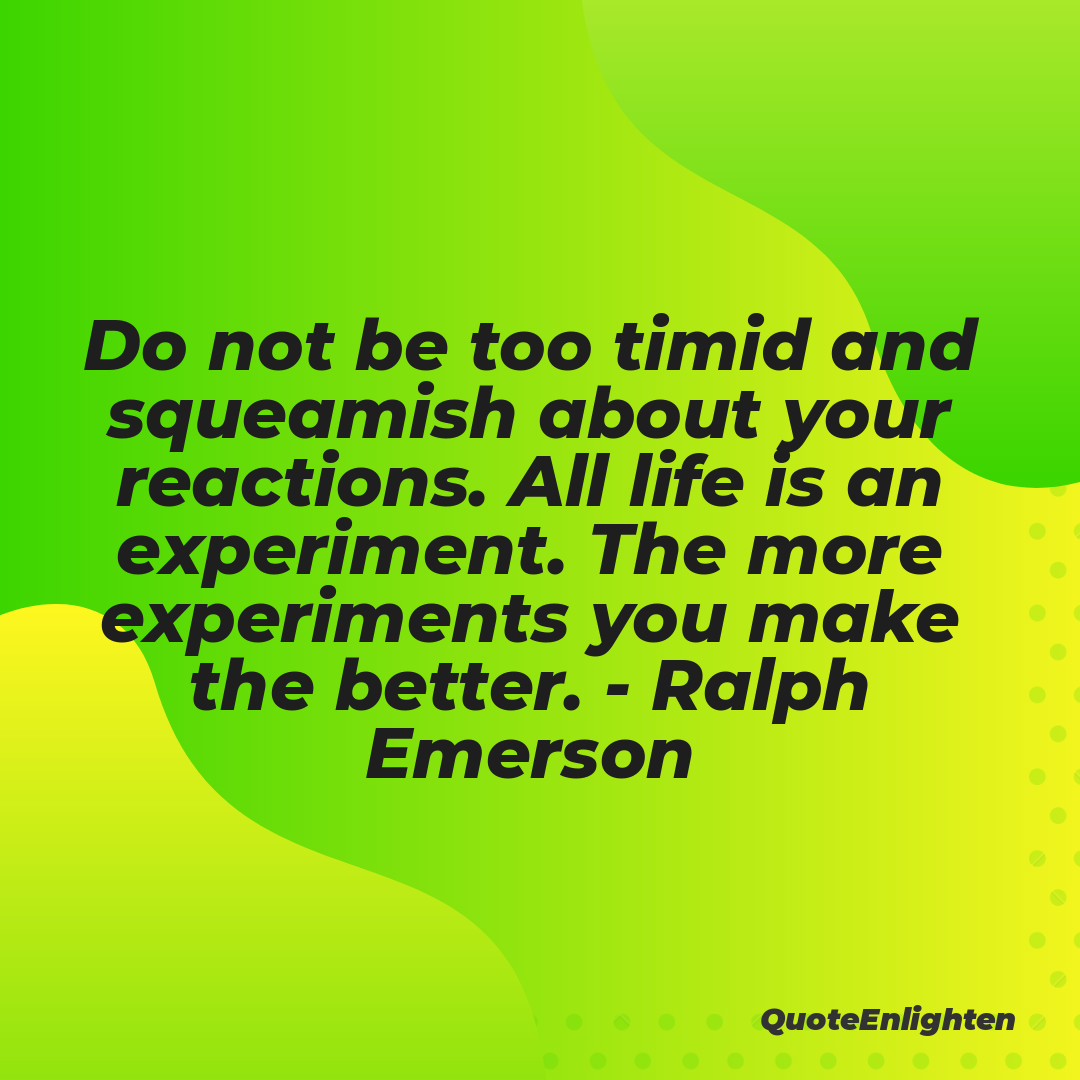 Do not be too timid and
squeamish about your
reactions. All life is an
experiment. The more
experiments you make
the better. - Ralph
Emerson
QuoteEnlighten